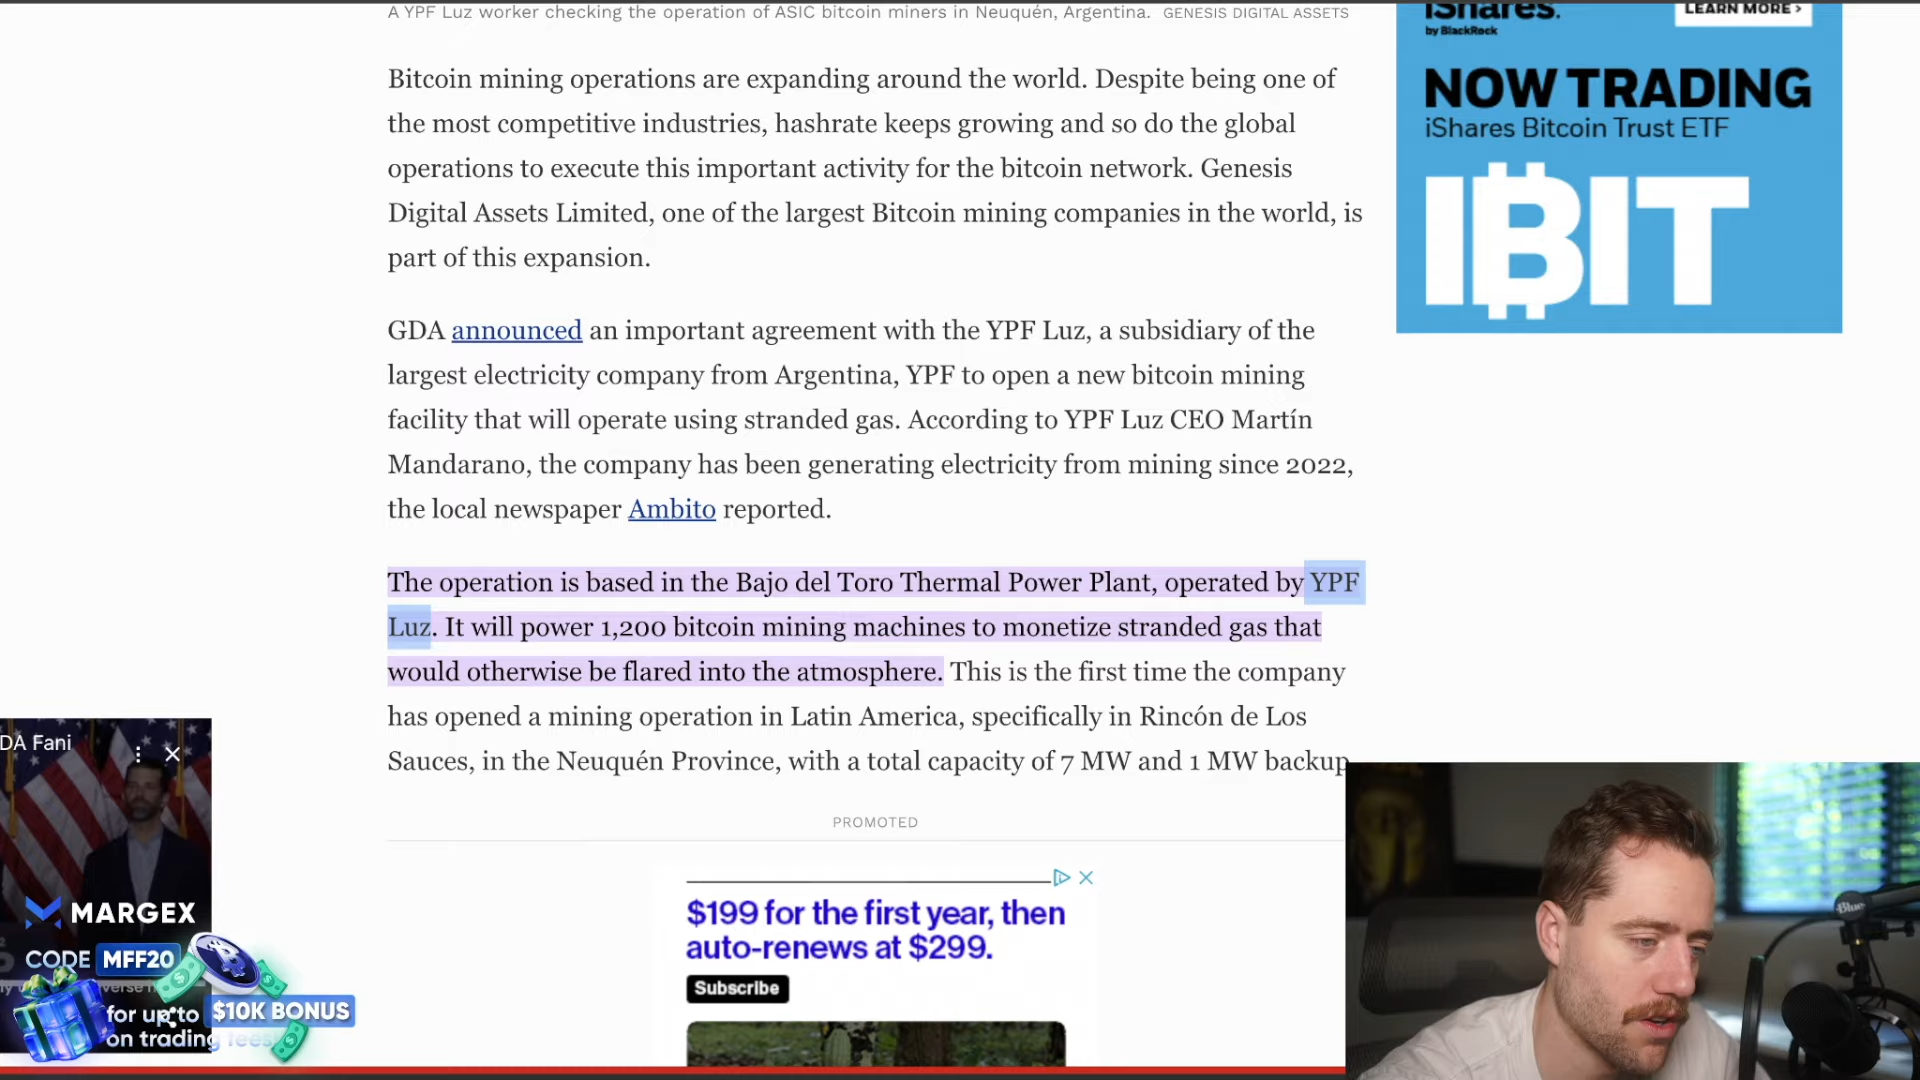 A YPF Luz worker checking the operation of ASIC bitcoin miners in Neuquén, Argentina. GENESIS DIGITAL ASSETS
Bitcoin mining operations are expanding around the world. Despite being one of
the most competitive industries, hashrate keeps growing and so do the global
operations to execute this important activity for the bitcoin network. Genesis
Digital Assets Limited, one of the largest Bitcoin mining companies in the world, is
part of this expansion.
GDA announced an important agreement with the YPF Luz, a subsidiary of the
largest electricity company from Argentina, YPF to open a new bitcoin mining
facility that will operate using stranded gas. According to YPF Luz CEO Martín
Mandarano, the company has been generating electricity from mining since 2022,
the local newspaper Ambito reported.
The operation is based in the Bajo del Toro Thermal Power Plant, operated by YPF
Luz. It will power 1,200 bitcoin mining machines to monetize stranded gas that
would otherwise be flared into the atmosphere. This is the first time the company
has opened a mining operation in Latin America, specifically in Rincón de Los
Sauces, in the Neuquén Province, with a total capacity of 7 MW and 1 MW backup
PROMOTED
$199 for the first year, then
auto-renews at $299.
Subscribe
iShares.
by BlackRock
LEARN MORE >
NOW TRADING
iShares Bitcoin Trust ETF
IBIT
DA Fani
MARGEX
CODE MFF20
for up to $10K BONUS
on trading fees
Blue